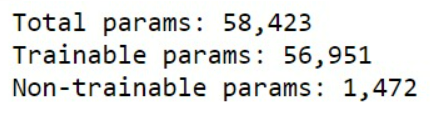 Total params: 58,423
Trainable params: 56,951
Non-trainable params: 1,472